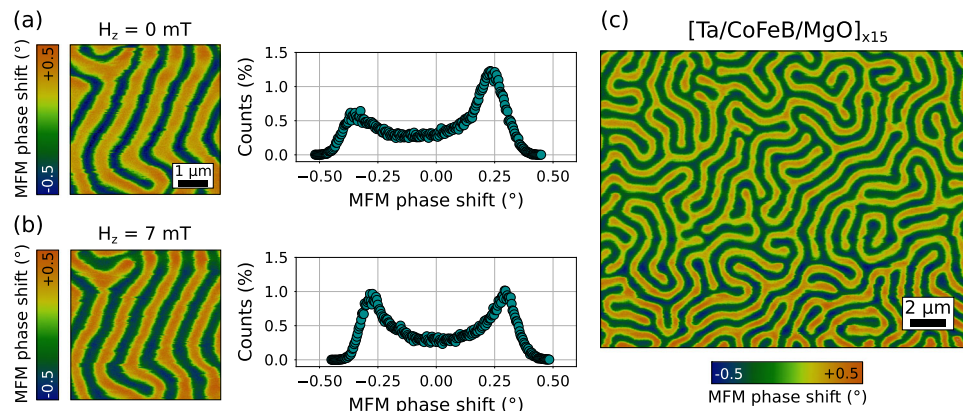 (a)
H_z = 0 mT
MFM phase shift (°)
+0.5
-0.5
1 μm
Counts (%)
1.5
1.0
0.5
0.0
−0.50 −0.25 0.00 0.25 0.50
MFM phase shift (°)
(b)
H_z = 7 mT
MFM phase shift (°)
+0.5
-0.5
Counts (%)
1.5
1.0
0.5
0.0
−0.50 −0.25 0.00 0.25 0.50
MFM phase shift (°)
(c)
[Ta/CoFeB/MgO]_x15
2 μm
-0.5 +0.5
MFM phase shift (°)